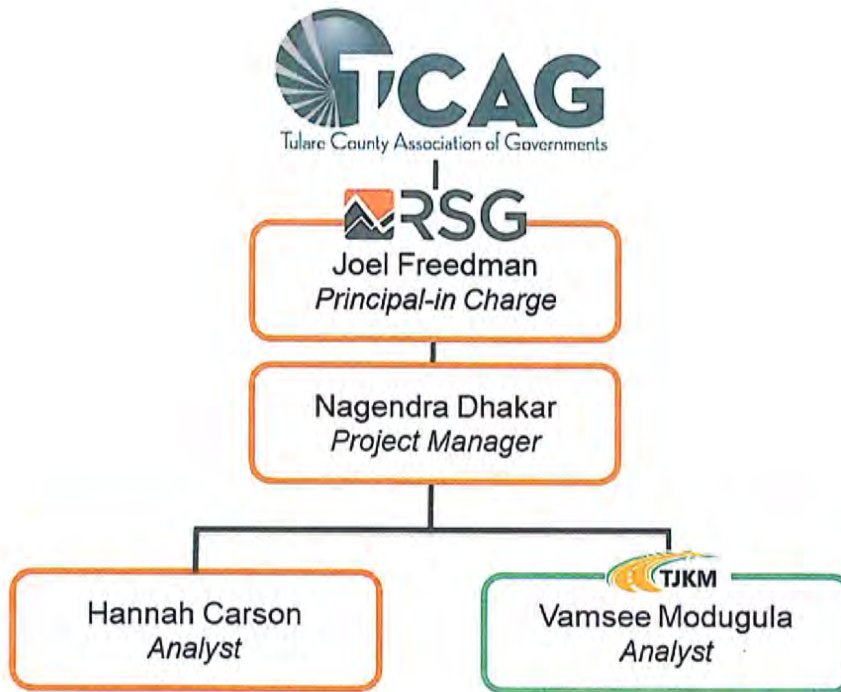 TCAG
Tulare County Association of Governments
RSG
Joel Freedman
Principal-in Charge
Nagendra Dhakar
Project Manager
Hannah Carson
Analyst
TJKM
Vamsee Modugula
Analyst